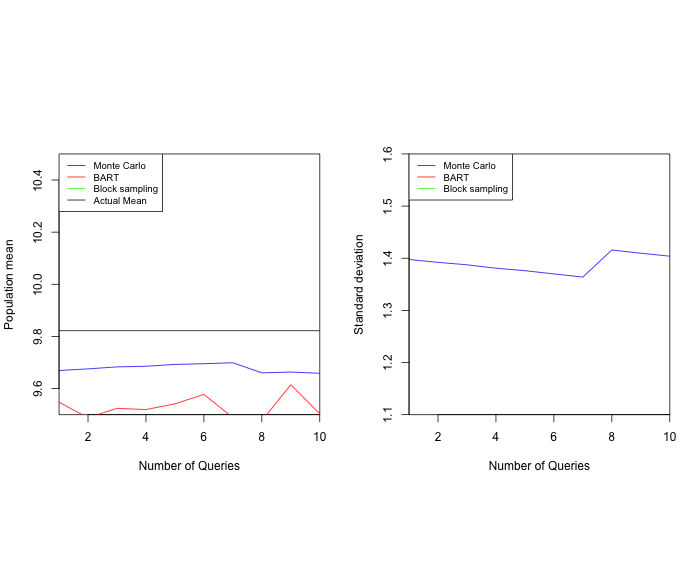 Population mean
10.4
10.2
10.0
9.8
9.6
Monte Carlo
BART
Block sampling
Actual Mean
2 4 6 8 10
Number of Queries
Standard deviation
1.6
1.5
1.4
1.3
1.2
1.1
Monte Carlo
BART
Block sampling
2 4 6 8 10
Number of Queries